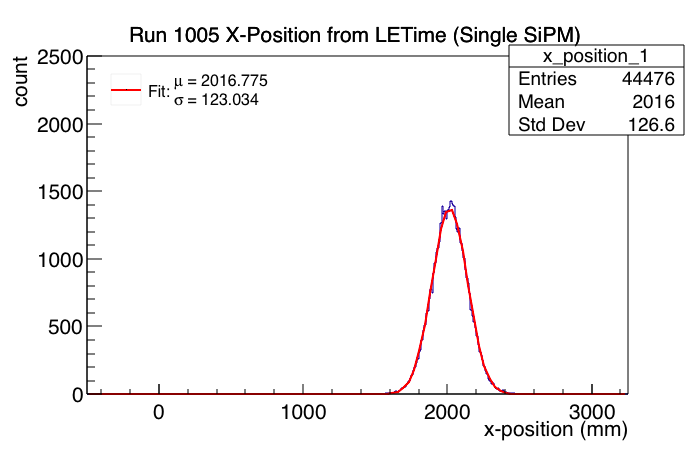 Run 1005 X-Position from LETime (Single SiPM)
x_position_1
Entries 44476
Mean 2016
Std Dev 126.6
Fit: μ = 2016.775
σ = 123.034
count
2500
2000
1500
1000
500
0
0 1000 2000 3000
x-position (mm)